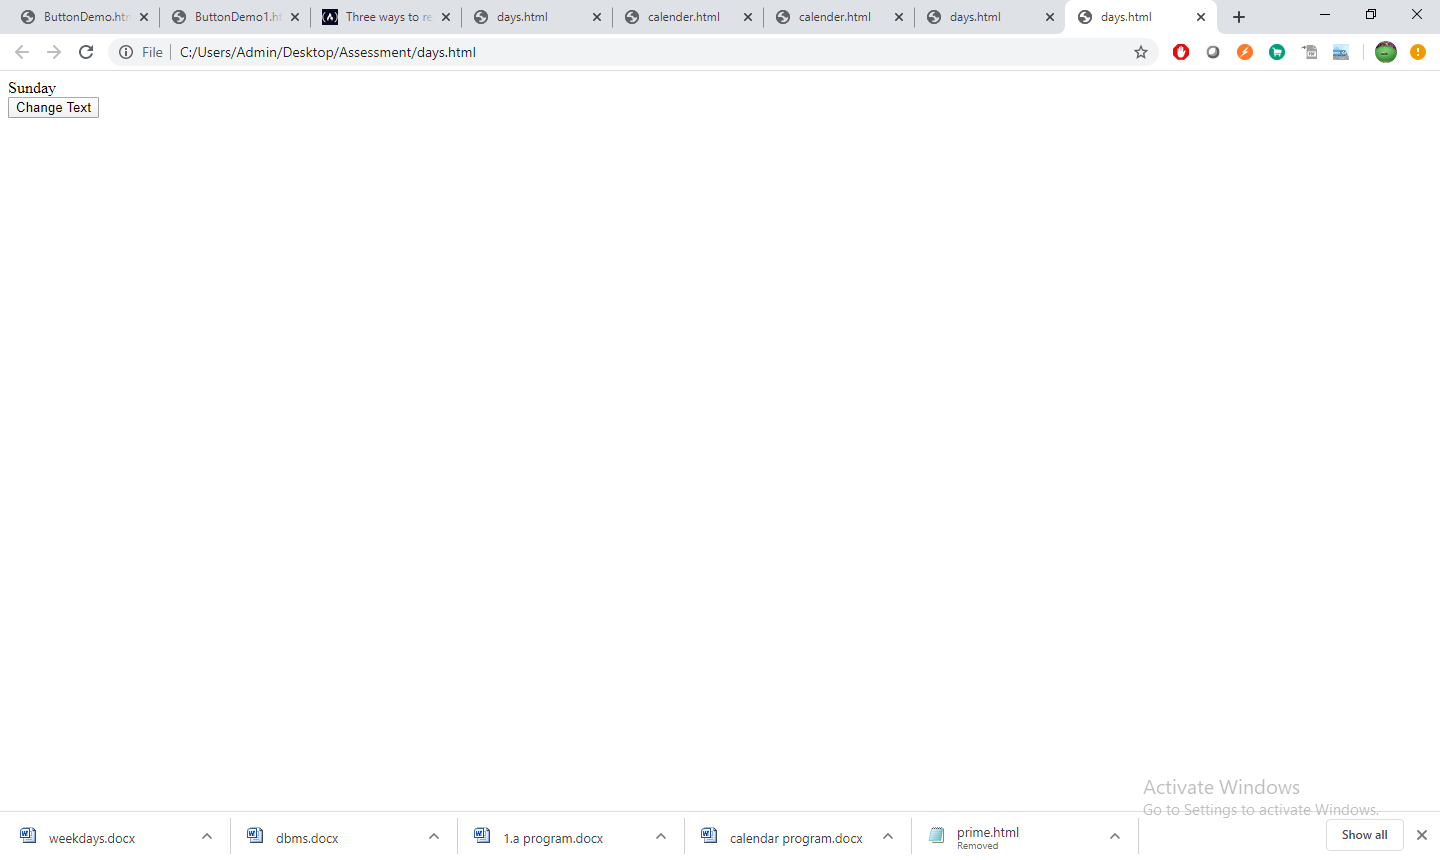 ButtonDemo.htm
ButtonDemo1.ht
Three ways to re
days.html
calender.html
calender.html
days.html
days.html
File
C:/Users/Admin/Desktop/Assessment/days.html
Sunday
Change Text
Activate Windows
Go to Settings to activate Windows.
weekdays.docx
dbms.docx
1.a program.docx
calendar program.docx
prime.html
Removed
Show all